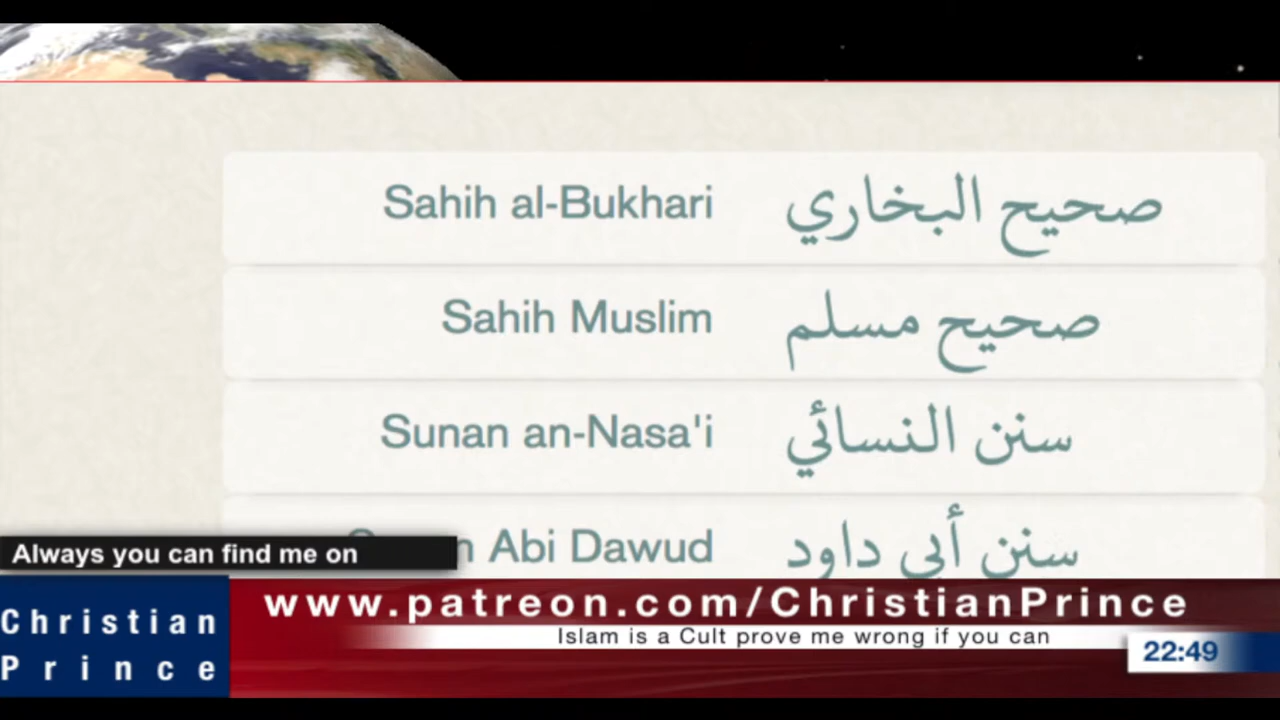 Sahih al-Bukhari صحيح البخاري
Sahih Muslim صحيح مسلم
Sunan an-Nasa'i سنن النسائي
Abi Dawud سنن أبي داود
Always you can find me on
Christian
Prince
www.patreon.com/ChristianPrince
Islam is a Cult prove me wrong if you can
22:49